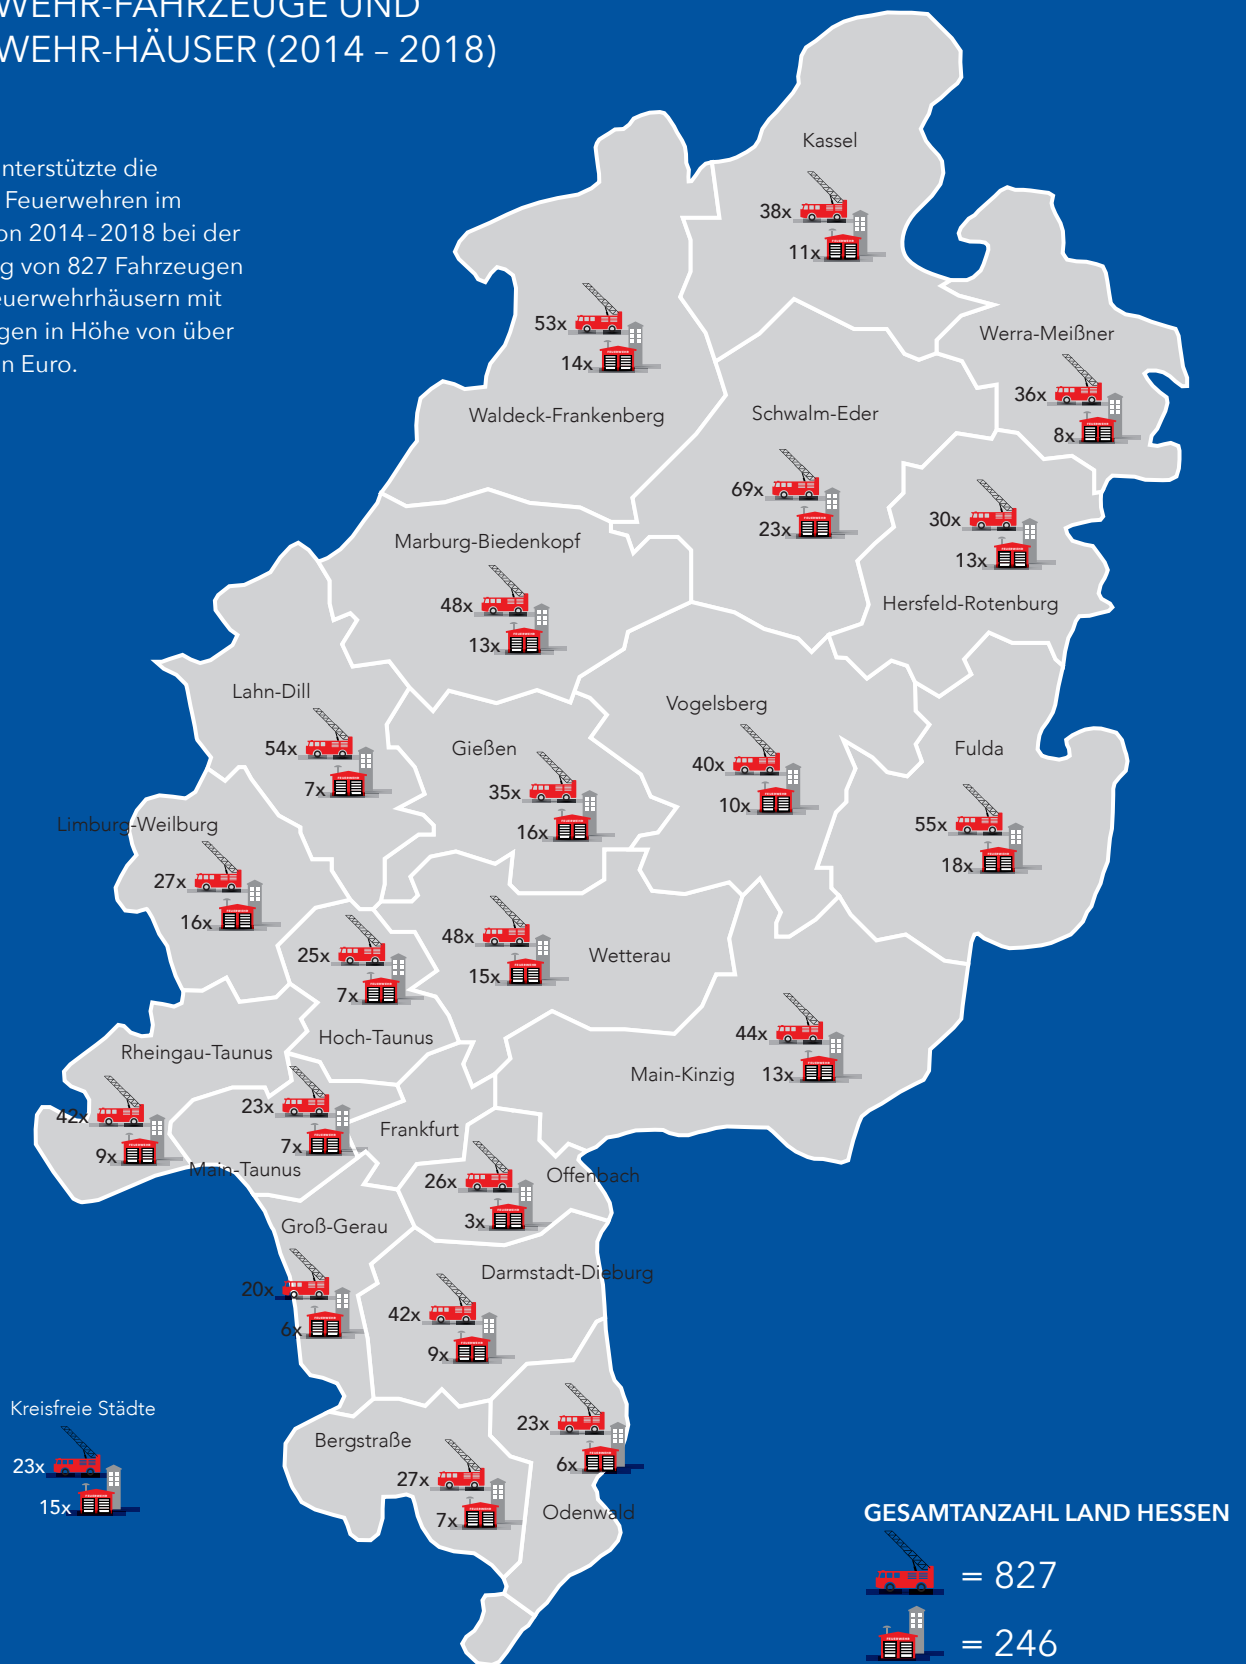 WEHR-FAHRZEUGE UND
WEHR-HÄUSER (2014 – 2018)
nterstützte die
Feuerwehren im
on 2014 – 2018 bei der
g von 827 Fahrzeugen
euerwehrhäusern mit
gen in Höhe von über
n Euro.
Kassel
38x
11x
Werra-Meißner
36x
8x
Waldeck-Frankenberg
53x
14x
Schwalm-Eder
69x
23x
Hersfeld-Rotenburg
30x
13x
Marburg-Biedenkopf
48x
13x
Lahn-Dill
54x
7x
Gießen
35x
16x
Vogelsberg
40x
10x
Fulda
55x
18x
Limburg-Weilburg
27x
16x
Hoch-Taunus
25x
7x
Wetterau
48x
15x
Main-Kinzig
44x
13x
Rheingau-Taunus
42x
9x
Main-Taunus
23x
7x
Frankfurt
Offenbach
26x
3x
Groß-Gerau
20x
6x
Darmstadt-Dieburg
42x
9x
Bergstraße
27x
7x
Odenwald
23x
6x
Kreisfreie Städte
23x
15x
GESAMTANZAHL LAND HESSEN
= 827
= 246